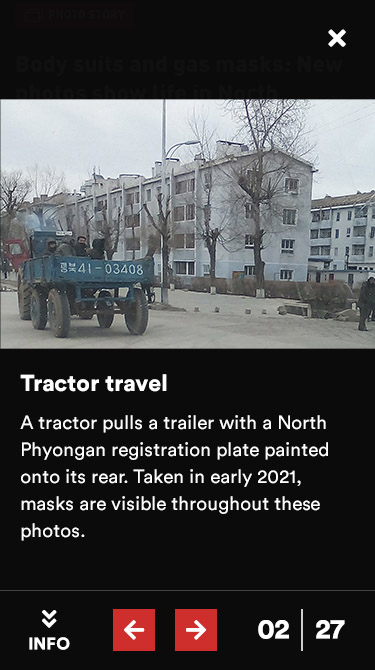 PHOTO STORY
Body suits and gas masks: New
photos show life in North
평북41-03408
Tractor travel
A tractor pulls a trailer with a North
Phyongan registration plate painted
onto its rear. Taken in early 2021,
masks are visible throughout these
photos.
INFO
02 27